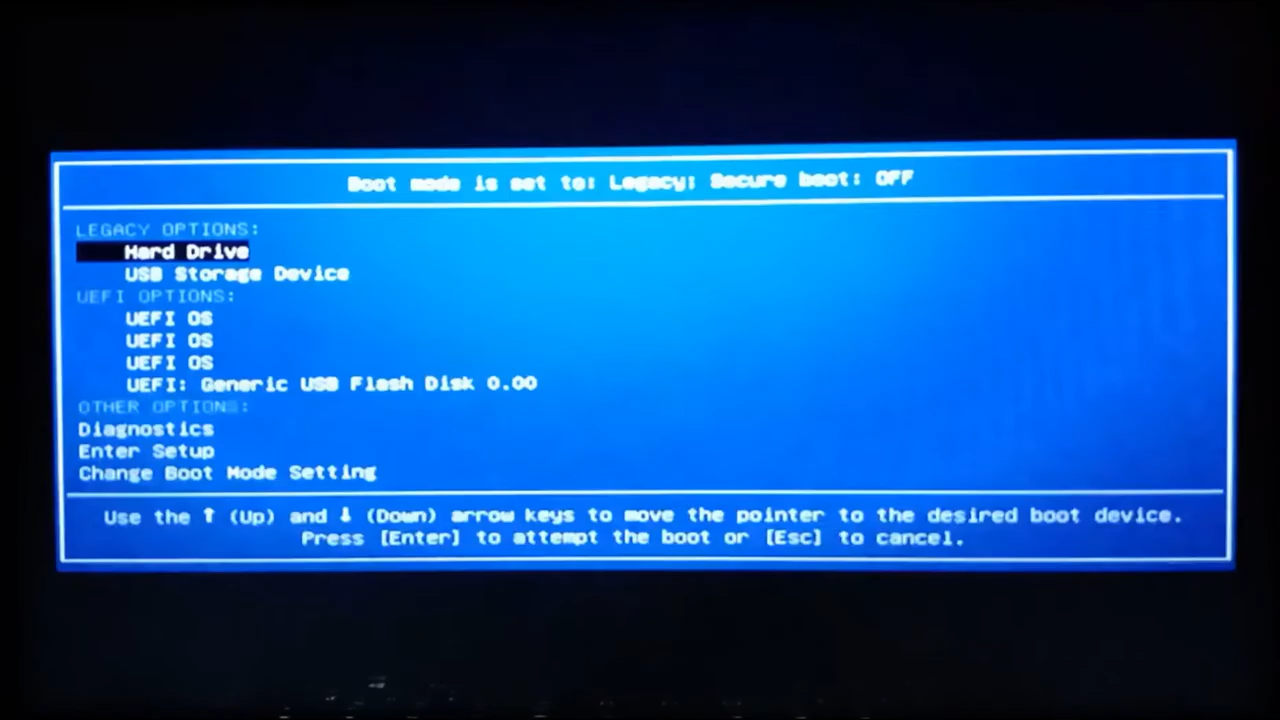 Boot mode is set to: Legacy; Secure boot: OFF
LEGACY OPTIONS:
Hard Drive
USB Storage Device
UEFI OPTIONS:
UEFI OS
UEFI OS
UEFI OS
UEFI: Generic USB Flash Disk 0.00
OTHER OPTIONS:
Diagnostics
Enter Setup
Change Boot Mode Setting
Use the ↑ (Up) and ↓ (Down) arrow keys to move the pointer to the desired boot device.
Press [Enter] to attempt the boot or [Esc] to cancel.